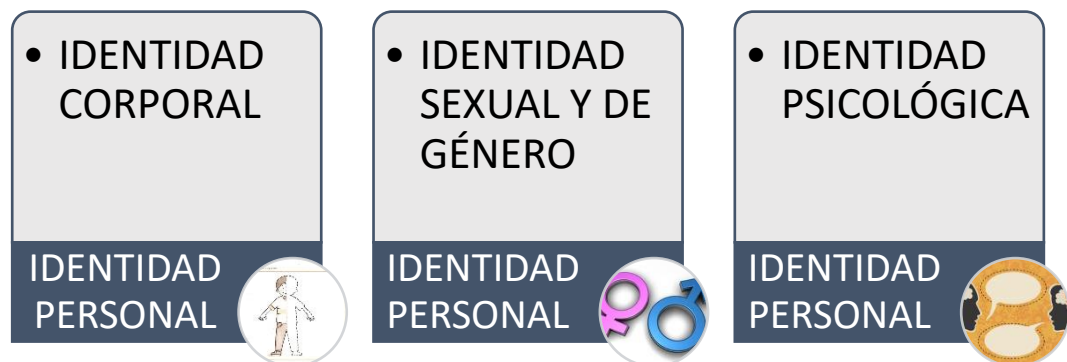 • IDENTIDAD
CORPORAL
IDENTIDAD
PERSONAL
• IDENTIDAD
SEXUAL Y DE
GÉNERO
IDENTIDAD
PERSONAL
• IDENTIDAD
PSICOLÓGICA
IDENTIDAD
PERSONAL